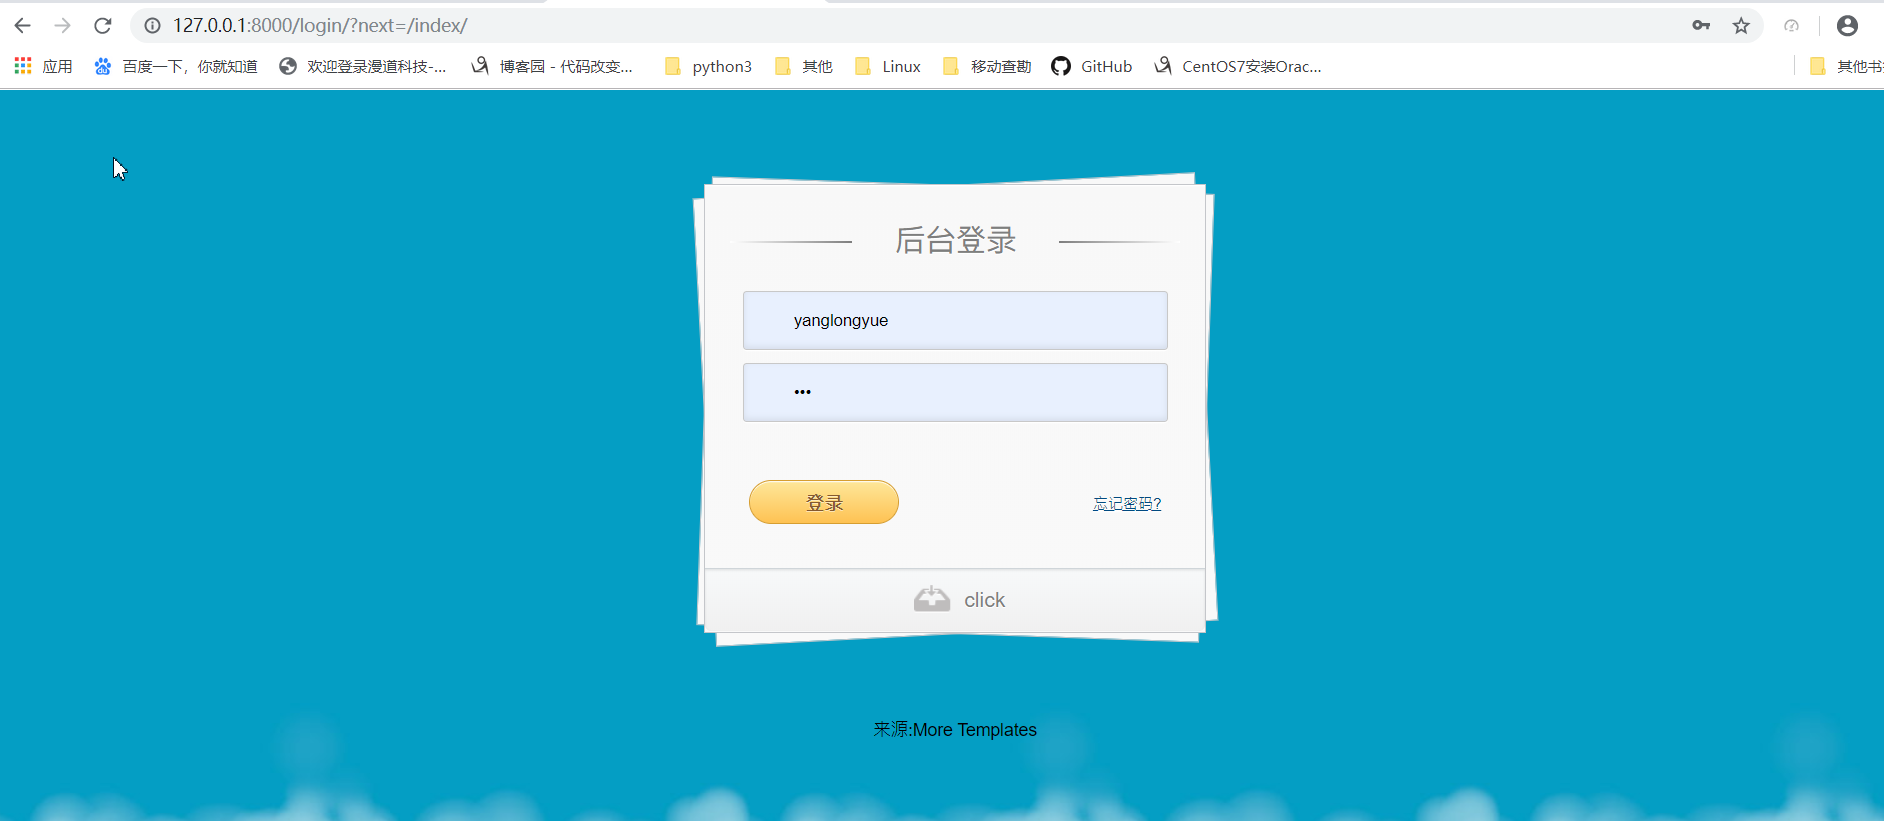 127.0.0.1:8000/login/?next=/index/
应用 百度一下，你就知道 欢迎登录漫道科技-... 博客园 - 代码改变... python3 其他 Linux 移动查勘 GitHub CentOS7安装Orac... 其他书
后台登录
yanglongyue
•••
登录 忘记密码?
click
来源:More Templates